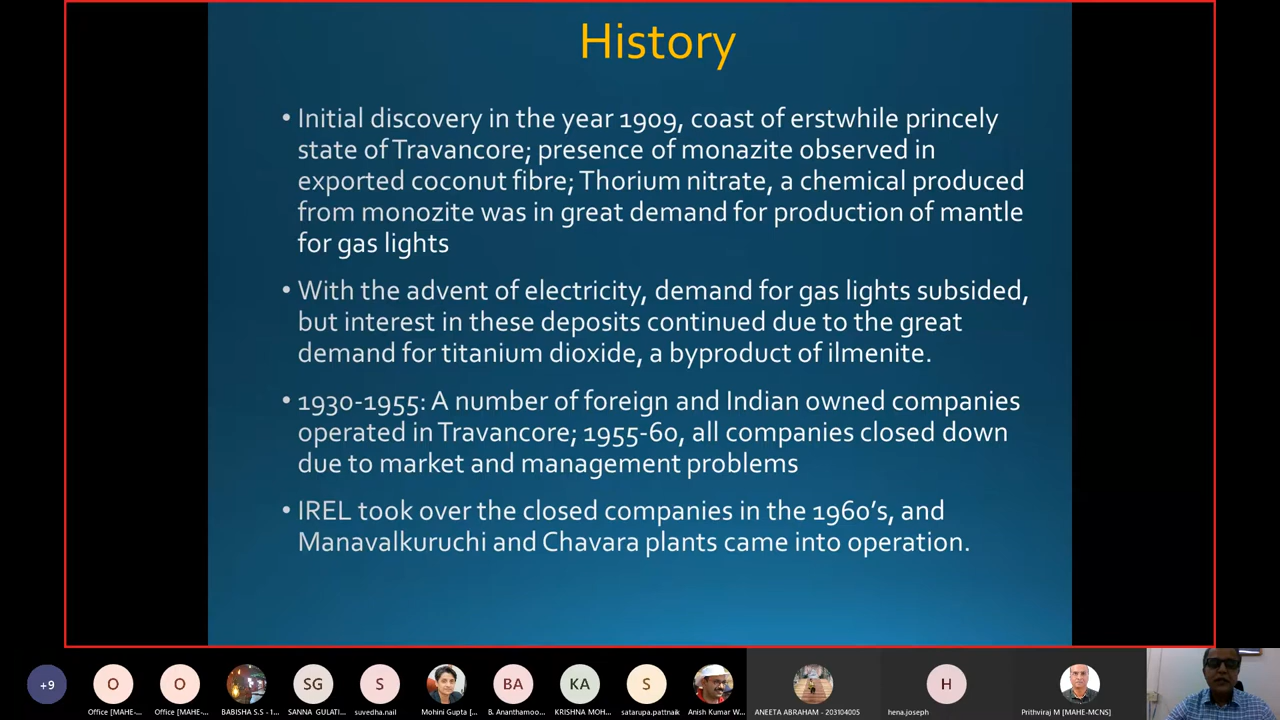 History
• Initial discovery in the year 1909, coast of erstwhile princely
state of Travancore; presence of monazite observed in
exported coconut fibre; Thorium nitrate, a chemical produced
from monozite was in great demand for production of mantle
for gas lights
• With the advent of electricity, demand for gas lights subsided,
but interest in these deposits continued due to the great
demand for titanium dioxide, a byproduct of ilmenite.
• 1930-1955: A number of foreign and Indian owned companies
operated in Travancore; 1955-60, all companies closed down
due to market and management problems
• IREL took over the closed companies in the 1960’s, and
Manavalkuruchi and Chavara plants came into operation.
+9 O O SG S BA KA S H
Office [MAHE-... Office [MAHE-... BABISHA S.S - 1... SANNA GULATI... suvedha.nail Mohini Gupta [... B. Ananthamoo... KRISHNA MOH... satarupa.pattnaik Anish Kumar W... ANEETA ABRAHAM - 203104005 hena.joseph Prithviraj M [MAHE-MCNS]